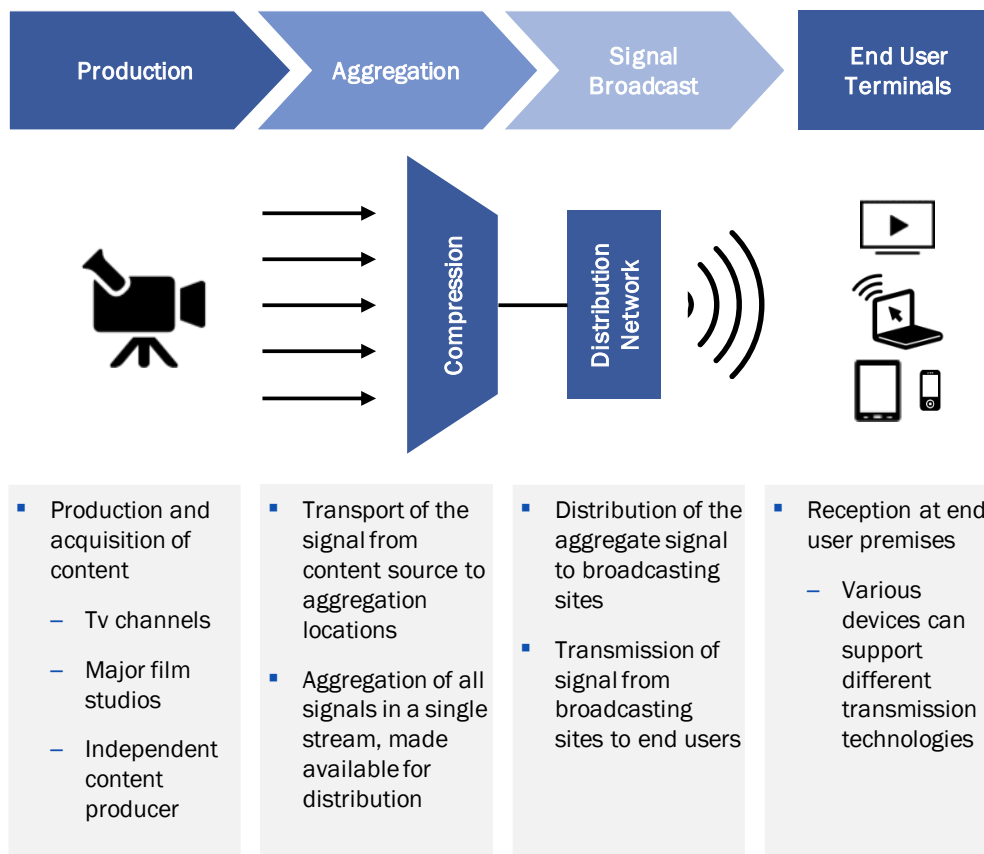 Production
Aggregation
Signal
Broadcast
End User
Terminals
Compression
Distribution
Network
▪ Production and
acquisition of
content
– Tv channels
– Major film
studios
– Independent
content
producer
▪ Transport of the
signal from
content source to
aggregation
locations
▪ Aggregation of all
signals in a single
stream, made
available for
distribution
▪ Distribution of the
aggregate signal
to broadcasting
sites
▪ Transmission of
signal from
broadcasting
sites to end users
▪ Reception at end
user premises
– Various
devices can
support
different
transmission
technologies